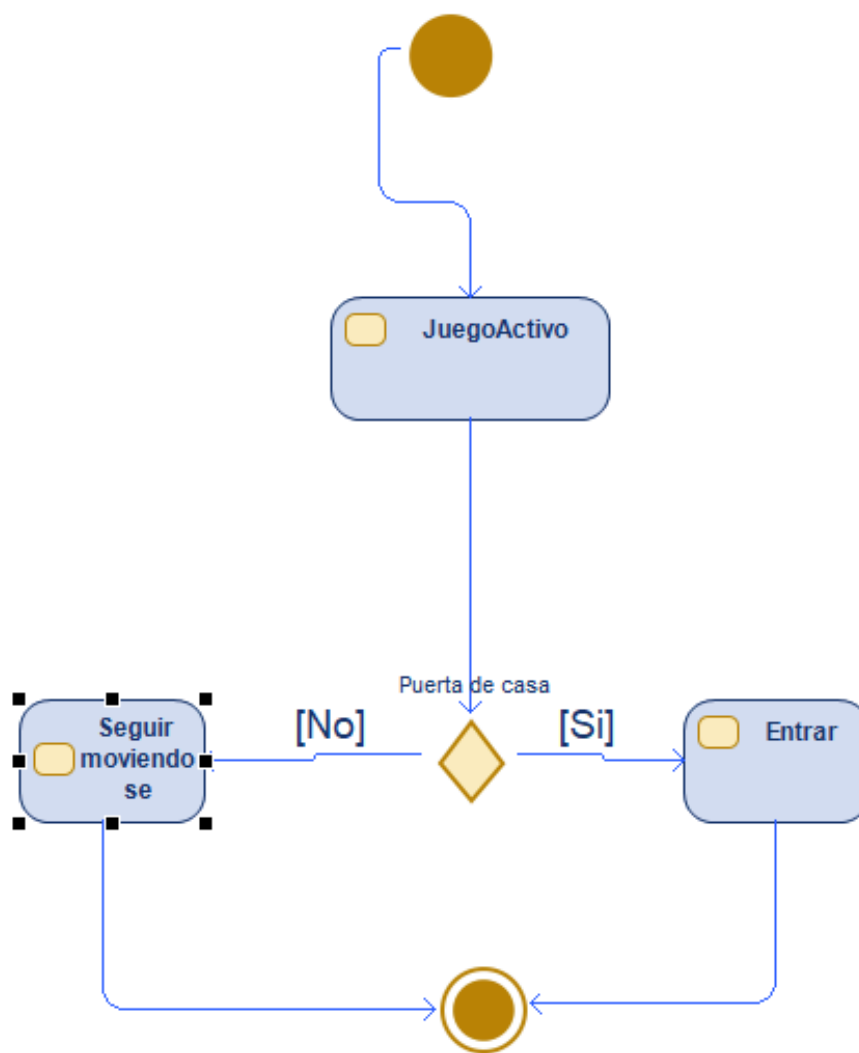 JuegoActivo
Puerta de casa
[No]
[Si]
Seguir
moviendo
se
Entrar